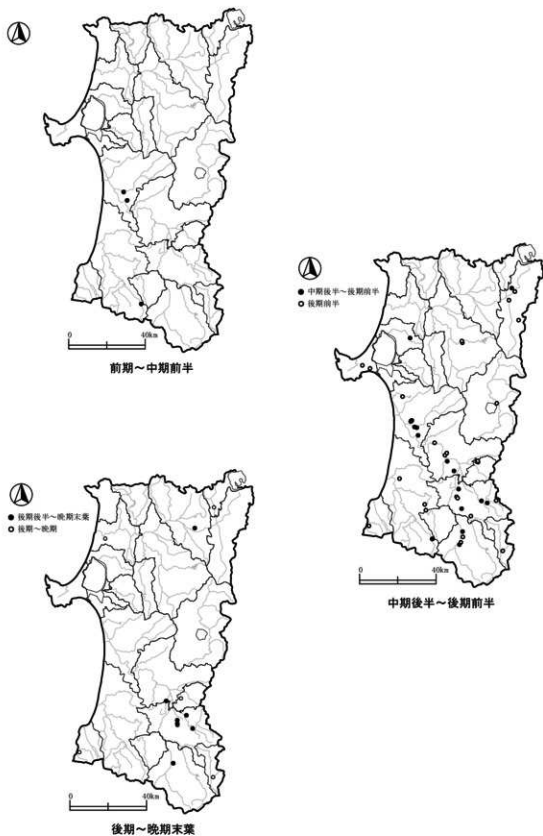 0
40km
前期～中期前半
● 中期後半～後期前半
○ 後期前半
0
40km
中期後半～後期前半
● 後期後半～晩期末葉
○ 後期～晩期
0
40km
後期～晩期末葉